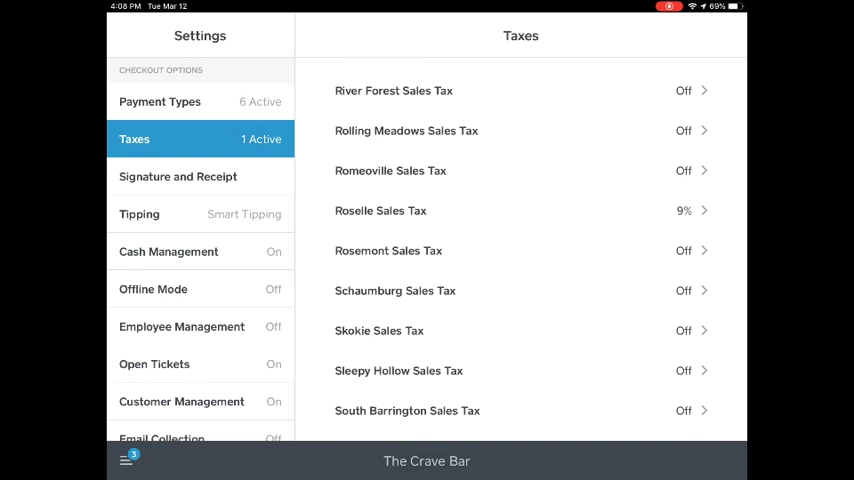 4:08 PM Tue Mar 12
69%
Settings
Taxes
CHECKOUT OPTIONS
Payment Types 6 Active
Taxes 1 Active
Signature and Receipt
Tipping Smart Tipping
Cash Management On
Offline Mode Off
Employee Management Off
Open Tickets On
Customer Management On
Email Collection Off
River Forest Sales Tax Off
Rolling Meadows Sales Tax Off
Romeoville Sales Tax Off
Roselle Sales Tax 9%
Rosemont Sales Tax Off
Schaumburg Sales Tax Off
Skokie Sales Tax Off
Sleepy Hollow Sales Tax Off
South Barrington Sales Tax Off
3
The Crave Bar